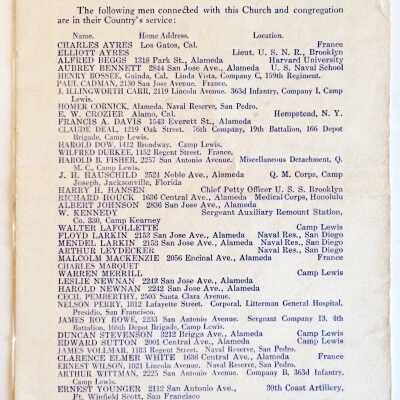 The following men connected with this Church and congregation
are in their Country's service:
Name. Home Address. Location.
CHARLES AYRES Los Gatos, Cal. France
ELLIOTT AYRES Lieut. U. S. N. R., Brooklyn
ALFRED BEGGS 1318 Park St., Alameda Harvard University
AUBREY BENNETT 2844 San Jose Ave., Alameda U. S. Naval School
HENRY BOSSEE, Guinda, Cal. Linda Vista, Company C, 159th Regiment.
PAUL CADMAN, 2150 San Jose Avenue. France.
J. ILLINGWORTH CARR, 2119 Lincoln Avenue. 363d Infantry, Company I, Camp
Lewis.
HOMER CORNICK, Alameda. Naval Reserve, San Pedro.
E. W. CROZIER Alamo, Cal. Hempstead, N. Y.
FRANCIS A. DAVIS 1543 Everett St., Alameda
CLAUDE DEAL, 1219 Oak Street. 76th Company, 19th Battalion, 166 Depot
Brigade, Camp Lewis.
HAROLD DOW, 1412 Broadway. Camp Lewis.
WILFRED DURKEE, 1152 Regent Street. France.
HAROLD B. FISHER, 2257 San Antonio Avenue. Miscellaneous Detachment, Q.
M. C., Camp Lewis.
J. H. RAUSCHILD 2521 Noble Ave., Alameda Q. M. Corps, Camp
Joseph, Jacksonville, Florida
HARRY H. HANSEN Chief Petty Officer U. S. S. Brooklyn
RICHARD ROUCK 1636 Central Ave., Alameda Medical Corps, Honolulu
ALBERT JOHNSON 2896 San Jose Ave., Alameda
W. KENNEDY Sergeant Auxiliary Remount Station,
Co. 330, Camp Kearney
WALTER LAFOLLETTE Camp Lewis
FLOYD LARKIN 2153 San Jose Ave., Alameda Naval Res., San Diego
MENDEL LARKIN 2153 San Jose Ave., Alameda Naval Res., San Diego
ARTHUR LEYDECKER Naval Res., San Diego
MALCOLM MACKENZIE 2056 Encinal Ave., Alameda France
CHARLES MARQUET
WARREN MERRILL Camp Lewis
LESLIE NEWNAN 2242 San Jose Ave., Alameda
HAROLD NEWNAN 2242 San Jose Ave., Alameda
CECIL PEMBERTHY, 2503 Santa Clara Avenue.
NELSON PERRY, 1812 Lafayette Street. Corporal, Litterman General Hospital,
Presidio, San Francisco.
JAMES ROY ROWE, 2233 San Antonio Avenue. Sergeant Company 13, 4th
Battalion, 166th Depot Brigade, Camp Lewis.
DUNCAN STEVENSON 3212 Briggs Ave., Alameda Camp Lewis
EDWARD SUTTON 2901 Central Ave., Alameda Camp Lewis
JAMES VOLLMAR, 1183 Regent Street. Naval Reserve, San Pedro.
CLARENCE ELMER WHITE 1636 Central Ave., Alameda France
ERNEST WILSON, 1021 Lincoln Avenue. Naval Reserve, San Pedro.
ARTHUR WITTMAN, 2225 San Antonio Avenue. Company B, 363d Infantry,
Camp Lewis.
ERNEST YOUNGER 2112 San Antonio Ave., 39th Coast Artillery,
Ft. Winfield Scott, San Francisco